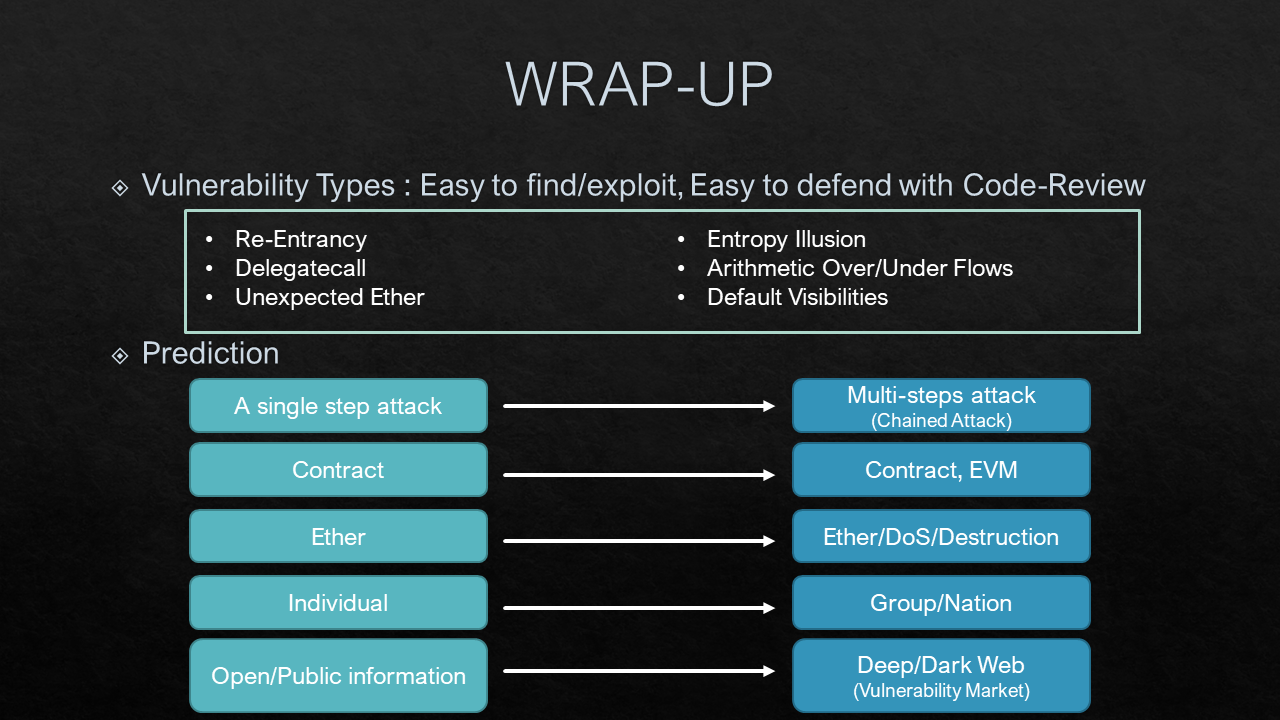 WRAP-UP
Vulnerability Types : Easy to find/exploit, Easy to defend with Code-Review
• Re-Entrancy
• Delegatecall
• Unexpected Ether
• Entropy Illusion
• Arithmetic Over/Under Flows
• Default Visibilities
Prediction
A single step attack
Multi-steps attack
(Chained Attack)
Contract
Contract, EVM
Ether
Ether/DoS/Destruction
Individual
Group/Nation
Open/Public information
Deep/Dark Web
(Vulnerability Market)